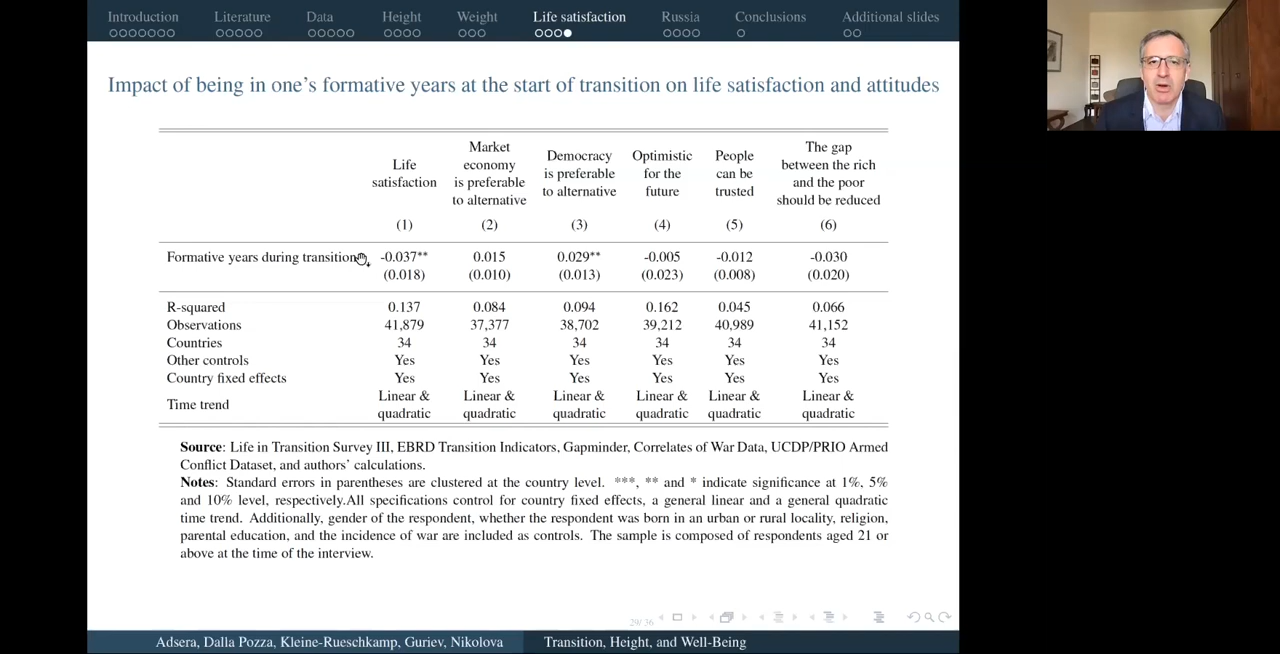 Introduction Literature Data Height Weight Life satisfaction Russia Conclusions Additional slides
Impact of being in one's formative years at the start of transition on life satisfaction and attitudes
Life satisfaction
Market economy is preferable to alternative
Democracy is preferable to alternative
Optimistic for the future
People can be trusted
The gap between the rich and the poor should be reduced
(1) (2) (3) (4) (5) (6)
Formative years during transition -0.037** 0.015 0.029** -0.005 -0.012 -0.030
(0.018) (0.010) (0.013) (0.023) (0.008) (0.020)
R-squared 0.137 0.084 0.094 0.162 0.045 0.066
Observations 41,879 37,377 38,702 39,212 40,989 41,152
Countries 34 34 34 34 34 34
Other controls Yes Yes Yes Yes Yes Yes
Country fixed effects Yes Yes Yes Yes Yes Yes
Time trend Linear & quadratic Linear & quadratic Linear & quadratic Linear & quadratic Linear & quadratic Linear & quadratic
Source: Life in Transition Survey III, EBRD Transition Indicators, Gapminder, Correlates of War Data, UCDP/PRIO Armed
Conflict Dataset, and authors' calculations.
Notes: Standard errors in parentheses are clustered at the country level. ***, ** and * indicate significance at 1%, 5%
and 10% level, respectively.All specifications control for country fixed effects, a general linear and a general quadratic
time trend. Additionally, gender of the respondent, whether the respondent was born in an urban or rural locality, religion,
parental education, and the incidence of war are included as controls. The sample is composed of respondents aged 21 or
above at the time of the interview.
29/36
Adsera, Dalla Pozza, Kleine-Rueschkamp, Guriev, Nikolova Transition, Height, and Well-Being